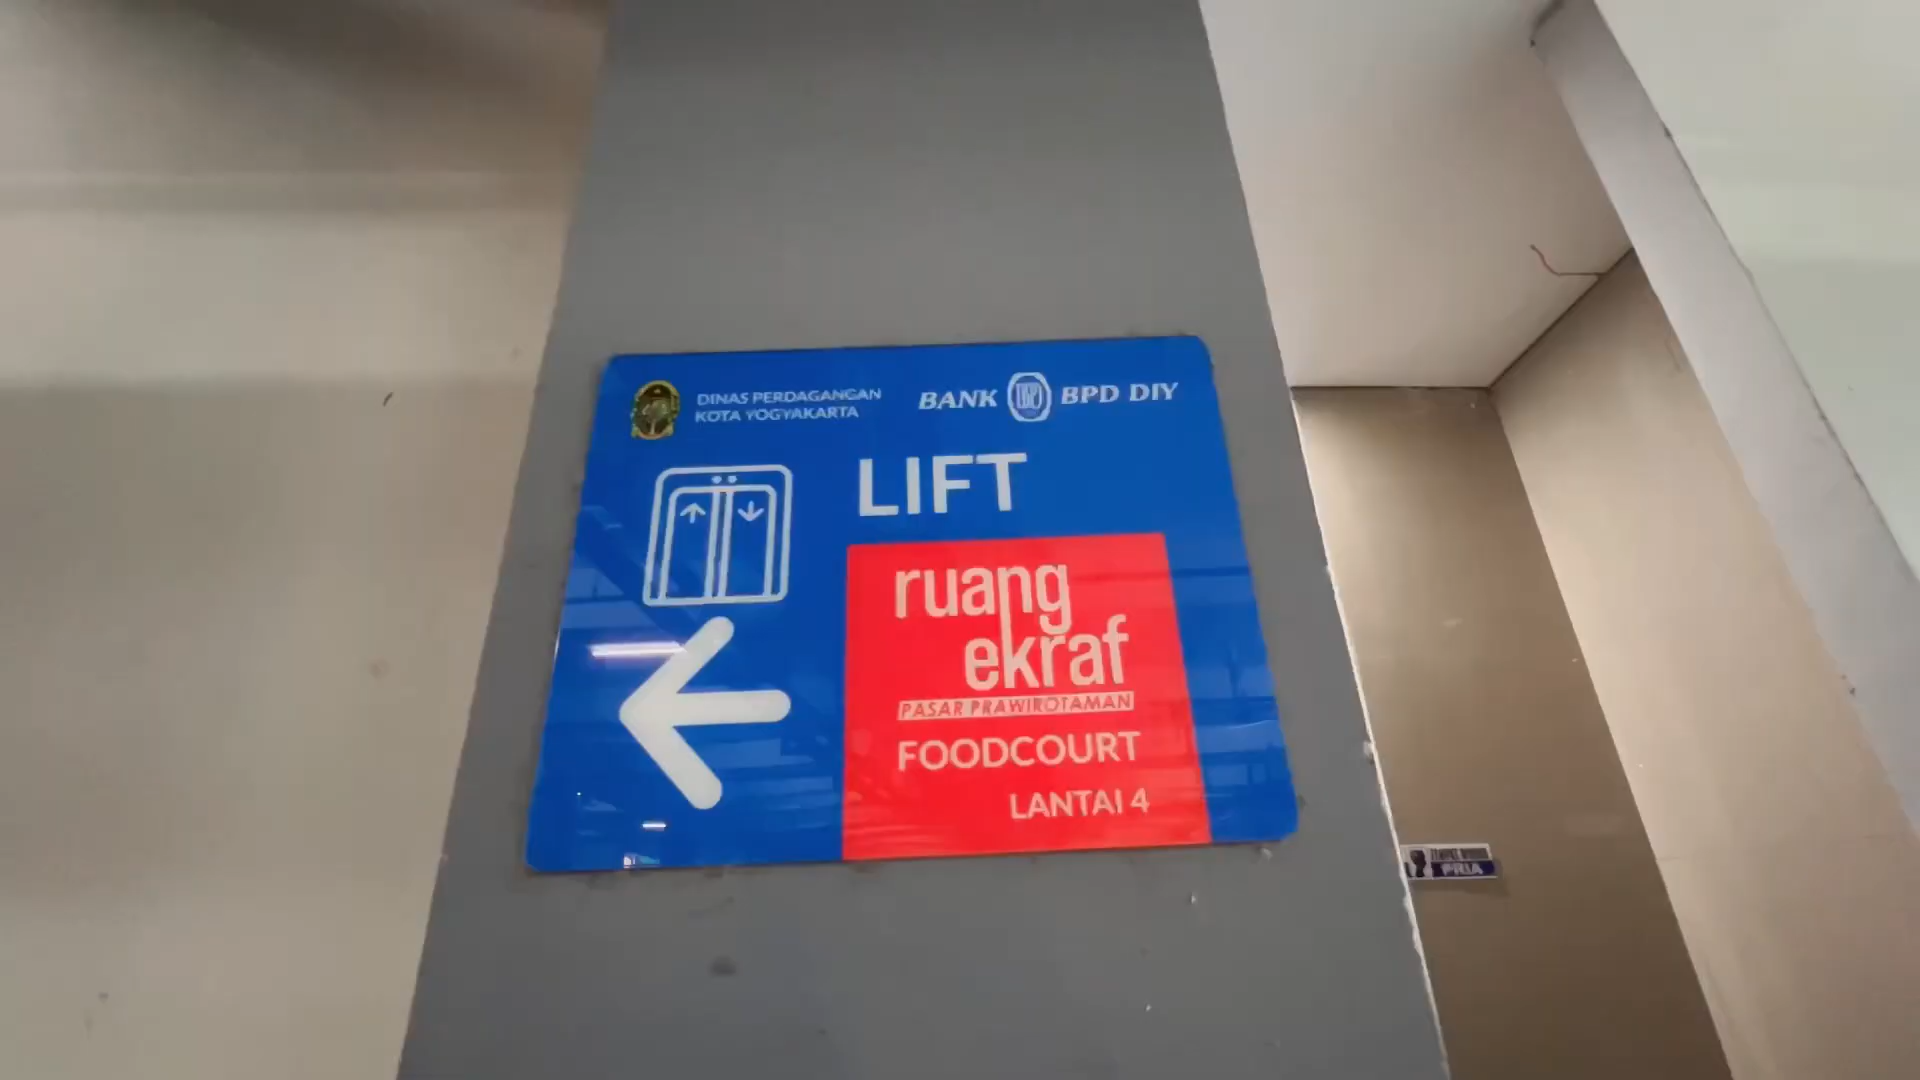 DINAS PERDAGANGAN
KOTA YOGYAKARTA
BANK BPD DIY
LIFT
ruang
ekraf
PASAR PRAWIROTAMAN
FOODCOURT
LANTAI 4
PRIA